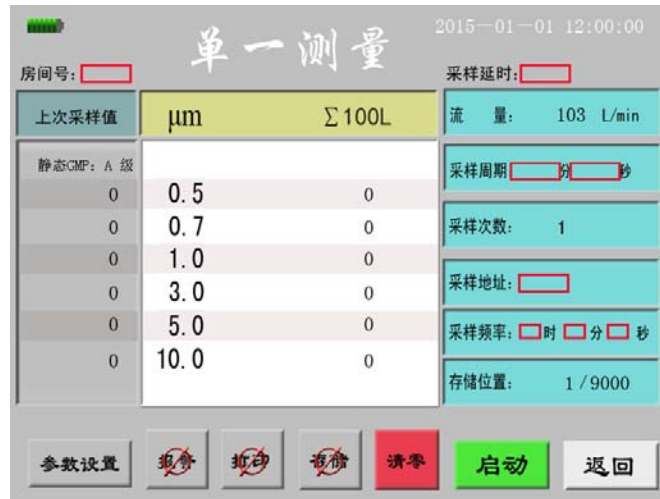 2015-01-01 12:00:00
单一测量
房间号:
采样延时:
上次采样值
μm ∑100L
流 量: 103 L/min
静态GMP: A 级
采样周期 分 秒
0 0.5 0
0 0.7 0
采样次数: 1
0 1.0 0
0 3.0 0
采样地址:
0 5.0 0
采样频率: 时 分 秒
0 10.0 0
存储位置: 1/9000
参数设置 报告 打印 存储 清零 启动 返回